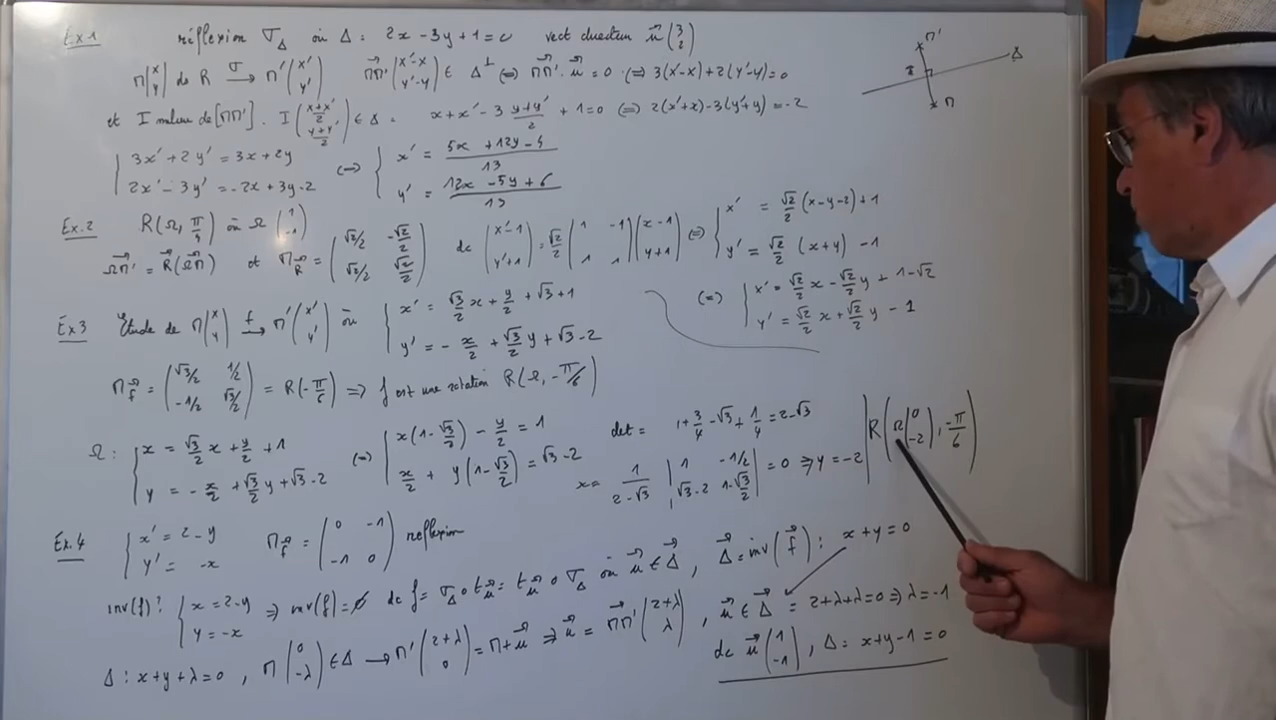 Ex 1 réflexion σ_Δ où Δ : 2x - 3y + 1 = 0 vect directeur u⃗ (3 2)
M(x y) de R —σ→ M'(x' y') MM'⃗ (x'-x y'-y) ∈ Δ^⊥ ⇔ MM'⃗ . u⃗ = 0 ⇔ 3(x'-x)+2(y'-y)=0
et I milieu de [MM']. I ((x+x')/2 (y+y')/2) ∈ Δ : x+x' - 3 (y+y')/2 + 1 = 0 ⇔ 2(x'+x)-3(y'+y) = -2
{ 3x'+2y' = 3x+2y ⇔ { x' = (5x + 12y - 4)/13
2x'-3y' = -2x+3y-2 y' = (12x - 5y + 6)/13
Ex.2 R(Ω, π/4) où Ω (1 -1)
ΩM'⃗ = R⃗(ΩM⃗) et M_R⃗ = (√2/2 -√2/2 √2/2 √2/2) dc (x'-1 y'+1) = √2/2 (1 -1 1 1)(x-1 y+1) ⇔ { x' = √2/2 (x-y-2)+1
y' = √2/2 (x+y) - 1
⇔ { x' = √2/2 x - √2/2 y + 1-√2
y' = √2/2 x + √2/2 y - 1
Ex3 Etude de M(x y) —f→ M'(x' y') où { x' = √3/2 x + y/2 + √3 + 1
y' = - x/2 + √3/2 y + √3 - 2
M_f⃗ = (√3/2 1/2 -1/2 √3/2) = R(-π/6) ⇒ f est une rotation R(Ω, -π/6)
Ω : { x = √3/2 x + y/2 + 1 ⇔ { x(1-√3/2) - y/2 = 1 det = 1+3/4-√3+1/4 = 2-√3
y = - x/2 + √3/2 y + √3-2 x/2 + y(1-√3/2) = √3-2 x = 1/(2-√3) |1 -1/2 √3-2 1-√3/2| = 0 ⇒ y = -2 | R(Ω|0 -2), -π/6)
Ex.4 { x' = 2 - y M_f⃗ = (0 -1 -1 0) reflexion
y' = -x
inv(f)? { x = 2-y ⇒ inv(f) = ∅ dc f = σ_Δ o t_u⃗ = t_u⃗ o σ_Δ où u⃗ ∈ Δ⃗, Δ⃗ = inv(f⃗) : x + y = 0
y = -x
Δ : x+y+λ = 0 , M (0 -λ) ∈ Δ → M' (2+λ 0) = M+u⃗ ⇒ u⃗ = MM'⃗ (2+λ λ) , u⃗ ∈ Δ⃗ = 2+λ+λ=0 ⇒ λ = -1
dc u⃗ (1 -1) , Δ : x+y-1 = 0
M'
I
Δ
M